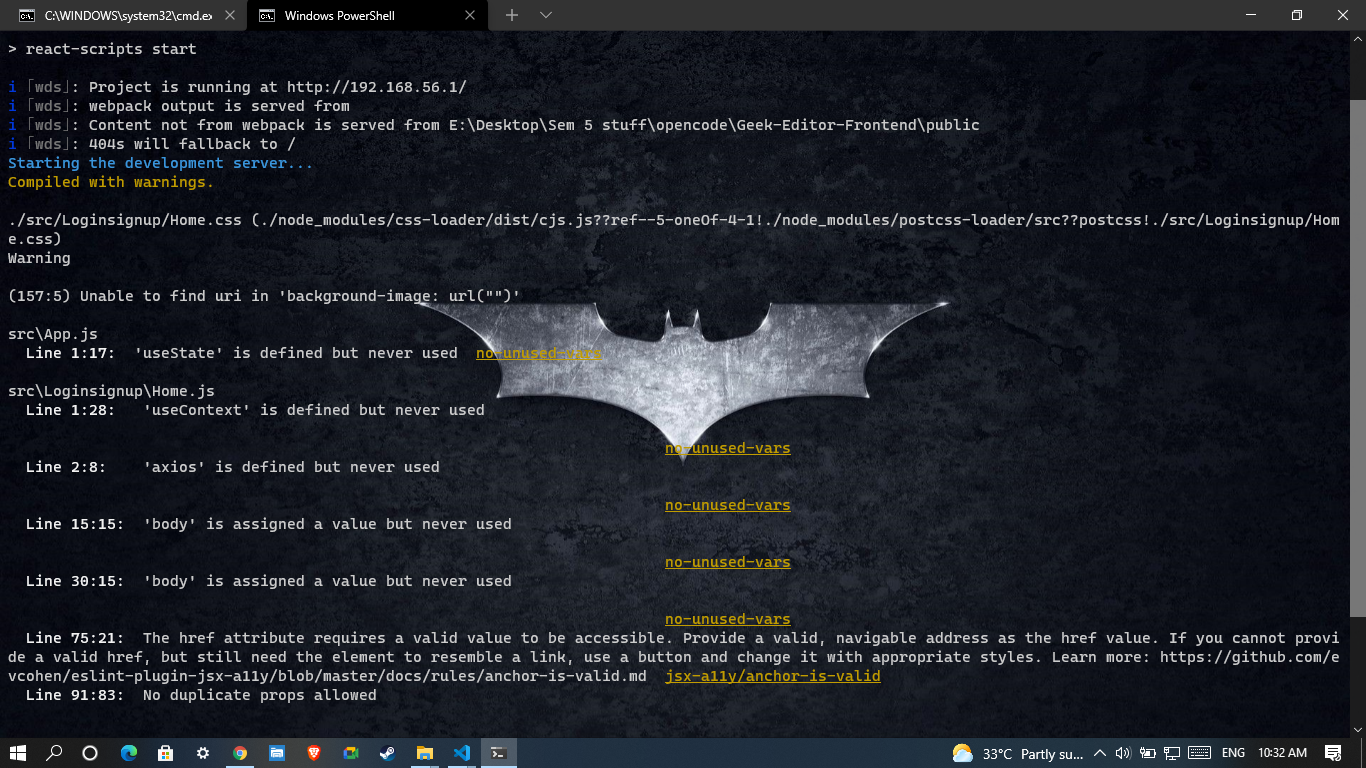 C:\WINDOWS\system32\cmd.ex
Windows PowerShell
> react-scripts start
i ｢wds｣: Project is running at http://192.168.56.1/
i ｢wds｣: webpack output is served from
i ｢wds｣: Content not from webpack is served from E:\Desktop\Sem 5 stuff\opencode\Geek-Editor-Frontend\public
i ｢wds｣: 404s will fallback to /
Starting the development server...
Compiled with warnings.
./src/Loginsignup/Home.css (./node_modules/css-loader/dist/cjs.js??ref--5-oneOf-4-1!./node_modules/postcss-loader/src??postcss!./src/Loginsignup/Hom
e.css)
Warning
(157:5) Unable to find uri in 'background-image: url("")'
src\App.js
Line 1:17:  'useState' is defined but never used  no-unused-vars
src\Loginsignup\Home.js
Line 1:28:   'useContext' is defined but never used
no-unused-vars
Line 2:8:    'axios' is defined but never used
no-unused-vars
Line 15:15:  'body' is assigned a value but never used
no-unused-vars
Line 30:15:  'body' is assigned a value but never used
no-unused-vars
Line 75:21:  The href attribute requires a valid value to be accessible. Provide a valid, navigable address as the href value. If you cannot provi
de a valid href, but still need the element to resemble a link, use a button and change it with appropriate styles. Learn more: https://github.com/e
vcohen/eslint-plugin-jsx-a11y/blob/master/docs/rules/anchor-is-valid.md  jsx-a11y/anchor-is-valid
Line 91:83:  No duplicate props allowed
33°C Partly su... ENG 10:32 AM